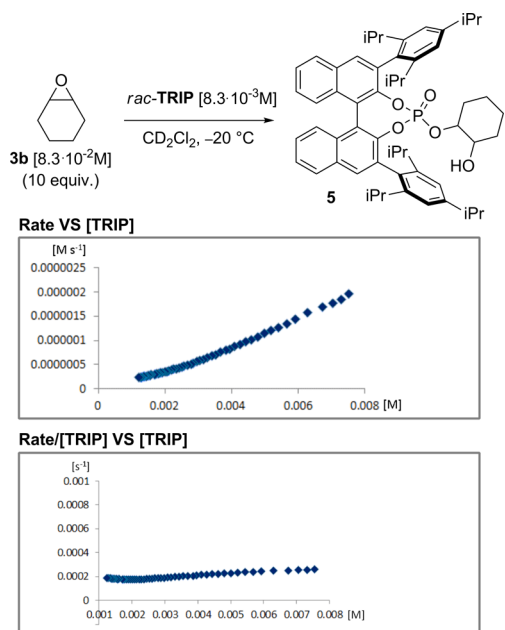 O
3b [8.3·10-2M]
(10 equiv.)
rac-TRIP [8.3·10-3M]
CD2Cl2, –20 °C
iPr
iPr
iPr
O
O
P
O
O
HO
iPr
iPr
iPr
5
Rate VS [TRIP]
[M s-1]
0.0000025
0.000002
0.0000015
0.000001
0.0000005
0
0 0.002 0.004 0.006 0.008 [M]
Rate/[TRIP] VS [TRIP]
[s-1]
0.001
0.0008
0.0006
0.0004
0.0002
0
0.001 0.002 0.003 0.004 0.005 0.006 0.007 0.008 [M]